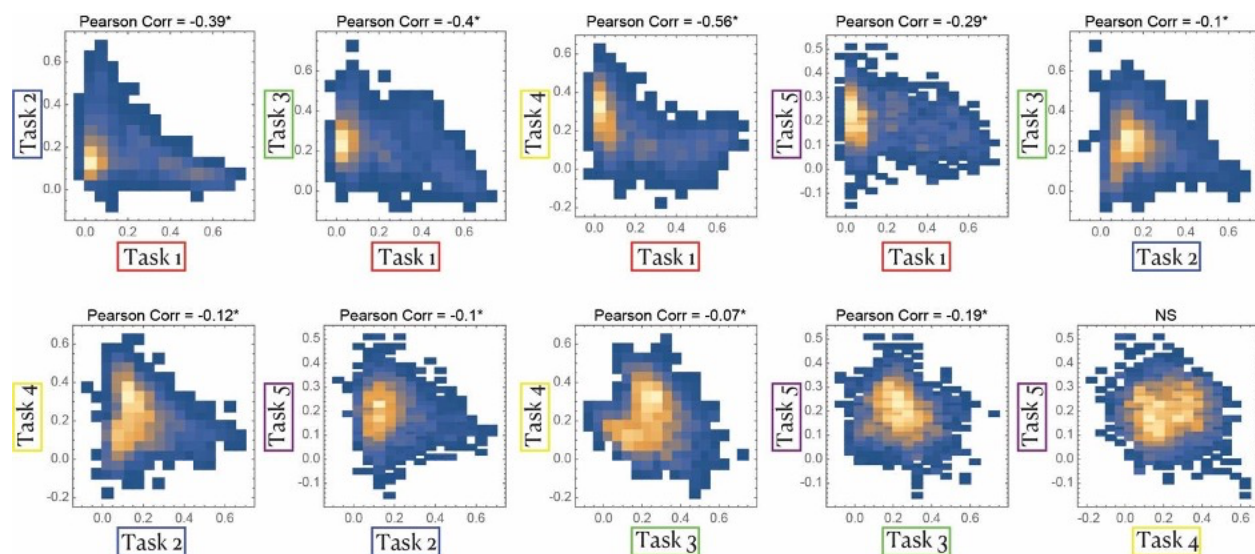 Pearson Corr = -0.39*
Pearson Corr = -0.4*
Pearson Corr = -0.56*
Pearson Corr = -0.29*
Pearson Corr = -0.1*
Task 2
0.6
0.4
0.2
0.0
0.0 0.2 0.4 0.6
Task 1
Task 3
0.6
0.4
0.2
0.0
0.0 0.2 0.4 0.6
Task 1
Task 4
0.6
0.4
0.2
0.0
-0.2
0.0 0.2 0.4 0.6
Task 1
Task 5
0.5
0.4
0.3
0.2
0.1
0.0
-0.1
0.0 0.2 0.4 0.6
Task 1
Task 3
0.6
0.4
0.2
0.0
0.0 0.2 0.4 0.6
Task 2
Pearson Corr = -0.12*
Pearson Corr = -0.1*
Pearson Corr = -0.07*
Pearson Corr = -0.19*
NS
Task 4
0.6
0.4
0.2
0.0
-0.2
0.0 0.2 0.4 0.6
Task 2
Task 5
0.5
0.4
0.3
0.2
0.1
0.0
-0.1
0.0 0.2 0.4 0.6
Task 2
Task 4
0.6
0.4
0.2
0.0
-0.2
0.0 0.2 0.4 0.6
Task 3
Task 5
0.5
0.4
0.3
0.2
0.1
0.0
-0.1
0.0 0.2 0.4 0.6
Task 3
Task 5
0.5
0.4
0.3
0.2
0.1
0.0
-0.1
-0.2 0.0 0.2 0.4 0.6
Task 4